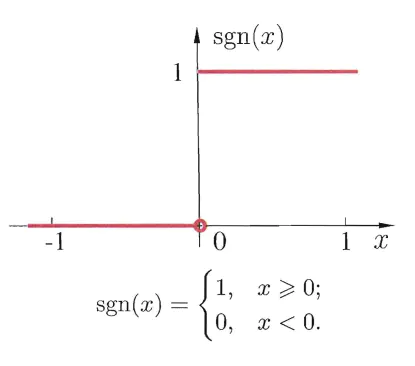 sgn(x)
1
-1 0 1 x
sgn(x) = { 1, x ⩾ 0;
0, x < 0.